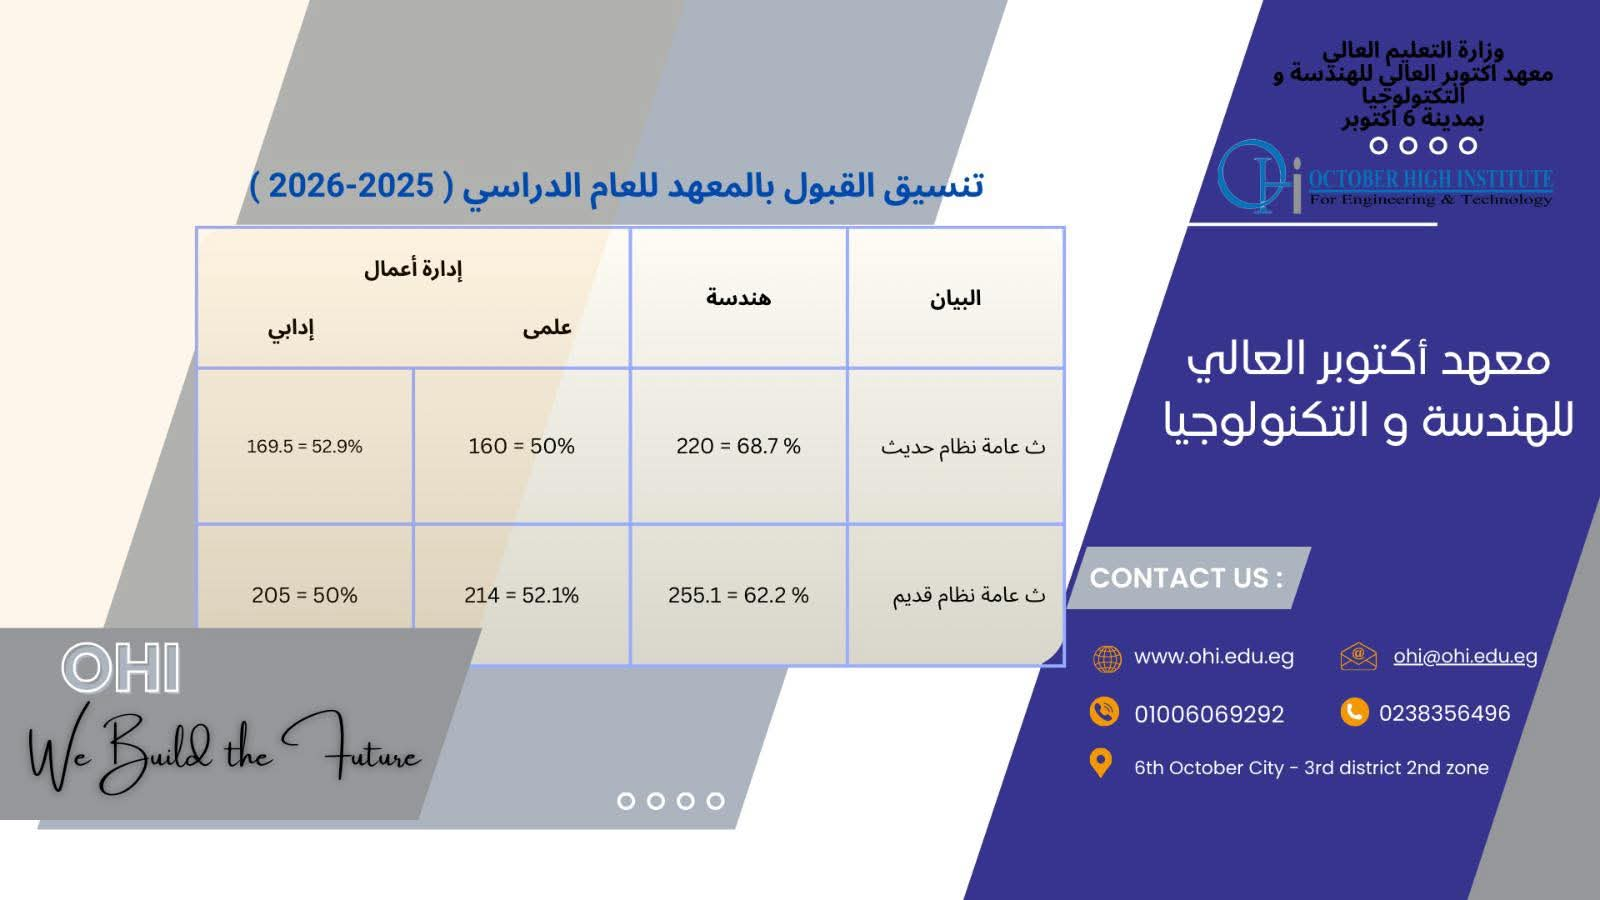 وزارة التعليم العالي
معهد اكتوبر العالي للهندسة و
التكتولوجيا
بمدينة 6 اكتوبر
OHi
OCTOBER HIGH INSTITUTE
For Engineering & Technology
تنسيق القبول بالمعهد للعام الدراسي ( 2025-2026 )
البيان
هندسة
إدارة أعمال
علمى
إدابي
ث عامة نظام حديث
220 = 68.7 %
160 = 50%
169.5 = 52.9%
ث عامة نظام قديم
255.1 = 62.2 %
214 = 52.1%
205 = 50%
معهد أكتوبر العالي
للهندسة و التكنولوجيا
CONTACT US :
www.ohi.edu.eg
ohi@ohi.edu.eg
01006069292
0238356496
6th October City - 3rd district 2nd zone
OHI
We Build the Future